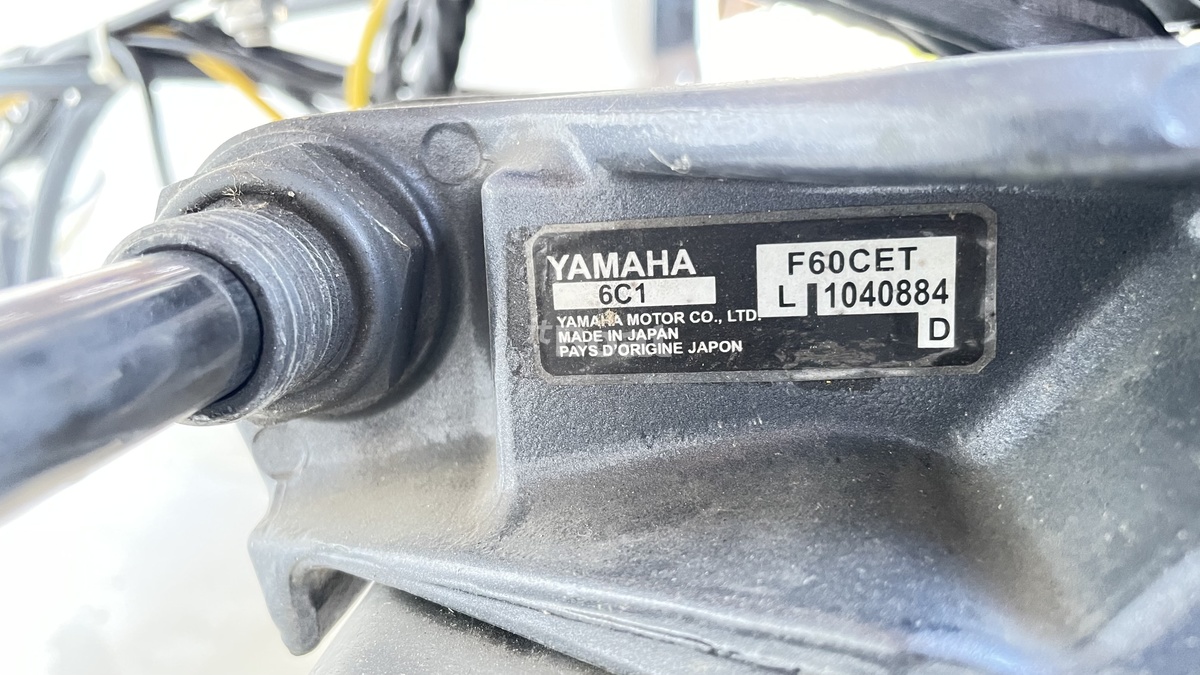 YAMAHA
6C1
YAMAHA MOTOR CO., LTD.
MADE IN JAPAN
PAYS D'ORIGINE JAPON
F60CET
L 1040884
D